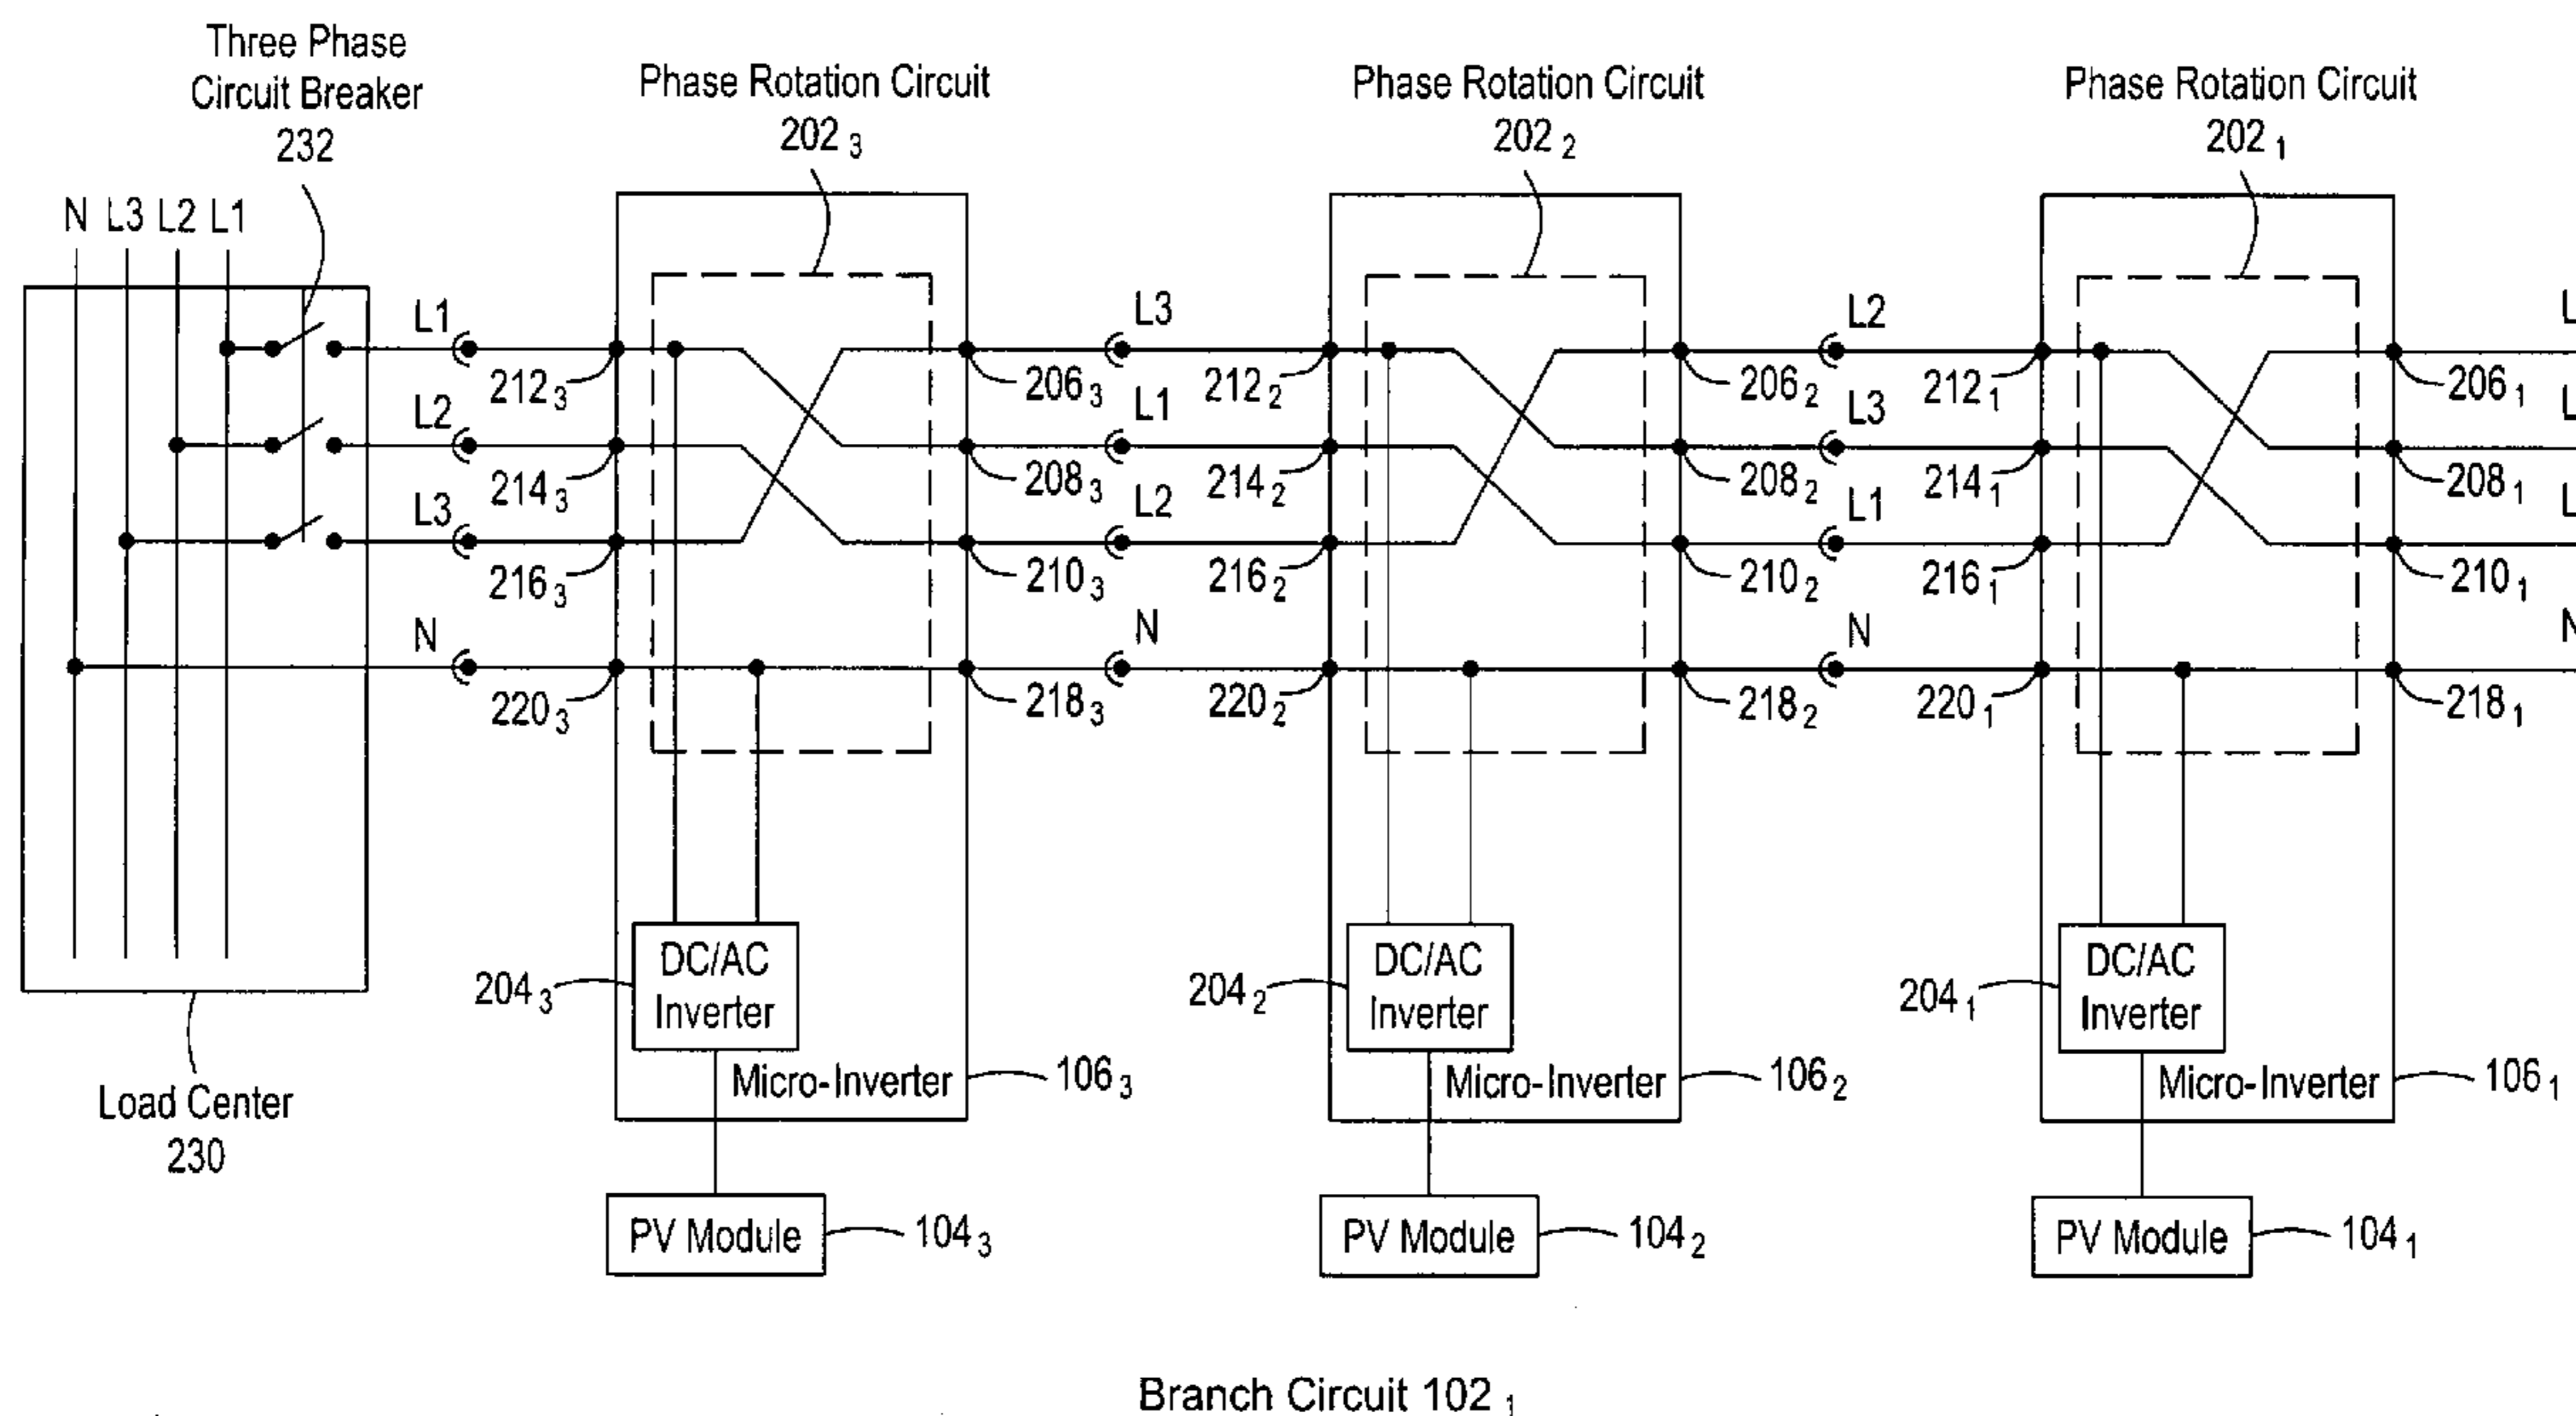 Three Phase
Circuit Breaker
232
Phase Rotation Circuit
202 3
Phase Rotation Circuit
202 2
Phase Rotation Circuit
202 1
N L3 L2 L1
L1
L2
L3
N
212 3
214 3
216 3
220 3
206 3
208 3
210 3
218 3
L3
L1
L2
N
212 2
214 2
216 2
220 2
206 2
208 2
210 2
218 2
L2
L3
L1
N
212 1
214 1
216 1
220 1
206 1
208 1
210 1
218 1
DC/AC
Inverter
204 3
Micro-Inverter
106 3
DC/AC
Inverter
204 2
Micro-Inverter
106 2
DC/AC
Inverter
204 1
Micro-Inverter
106 1
Load Center
230
PV Module
104 3
PV Module
104 2
PV Module
104 1
Branch Circuit 102 1